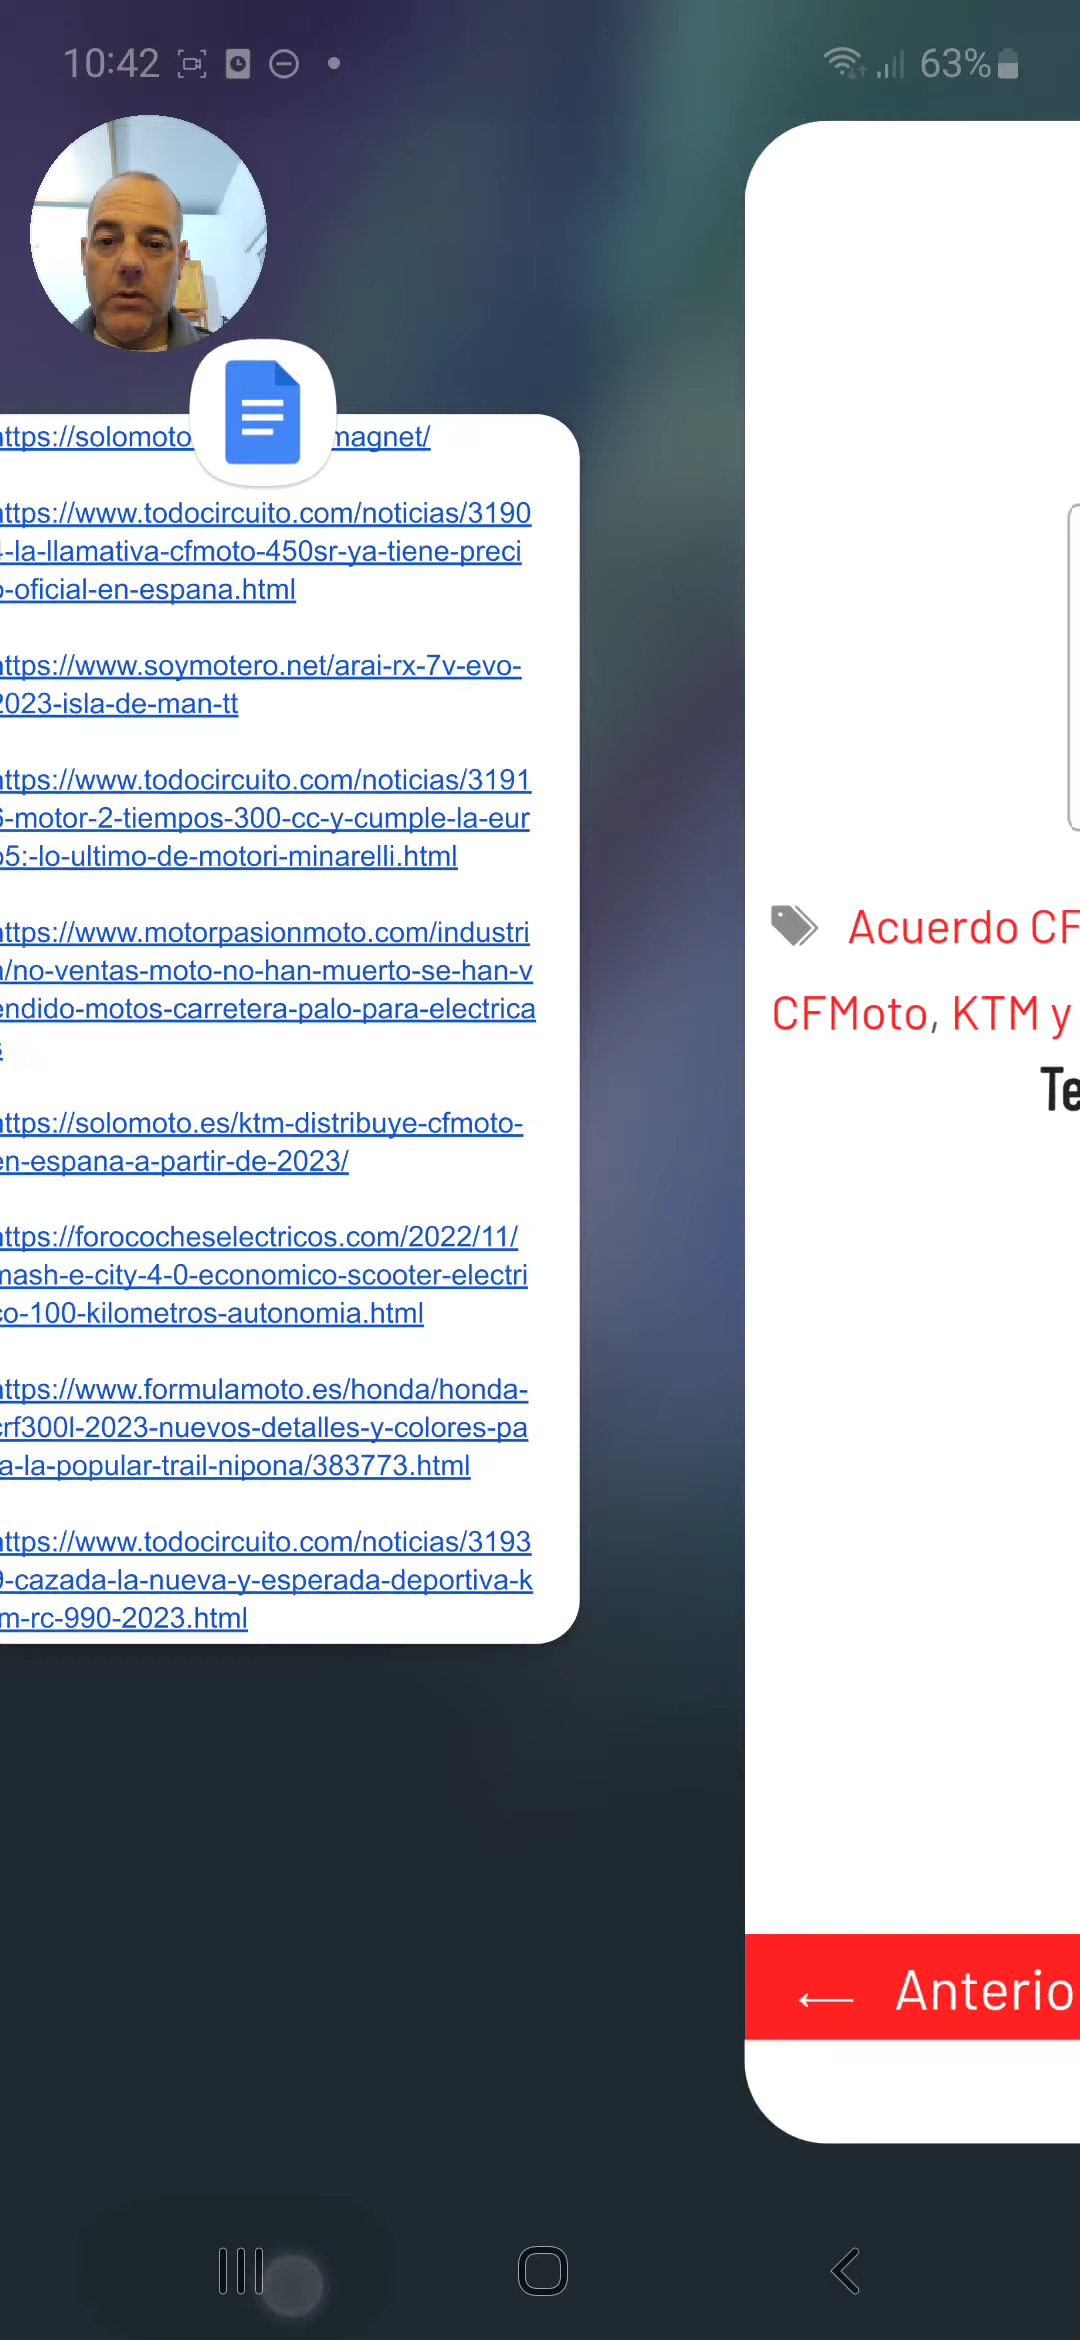 10:42
63%
ttps://solomoto
magnet/
ttps://www.todocircuito.com/noticias/3190
-la-llamativa-cfmoto-450sr-ya-tiene-preci
o-oficial-en-espana.html
ttps://www.soymotero.net/arai-rx-7v-evo-
2023-isla-de-man-tt
ttps://www.todocircuito.com/noticias/3191
6-motor-2-tiempos-300-cc-y-cumple-la-eur
o5:-lo-ultimo-de-motori-minarelli.html
ttps://www.motorpasionmoto.com/industri
a/no-ventas-moto-no-han-muerto-se-han-v
endido-motos-carretera-palo-para-electrica
s
ttps://solomoto.es/ktm-distribuye-cfmoto-
en-espana-a-partir-de-2023/
ttps://forococheselectricos.com/2022/11/
mash-e-city-4-0-economico-scooter-electri
co-100-kilometros-autonomia.html
ttps://www.formulamoto.es/honda/honda-
crf300l-2023-nuevos-detalles-y-colores-pa
a-la-popular-trail-nipona/383773.html
ttps://www.todocircuito.com/noticias/3193
9-cazada-la-nueva-y-esperada-deportiva-k
m-rc-990-2023.html
Acuerdo CF
CFMoto, KTM y
Te
← Anterio